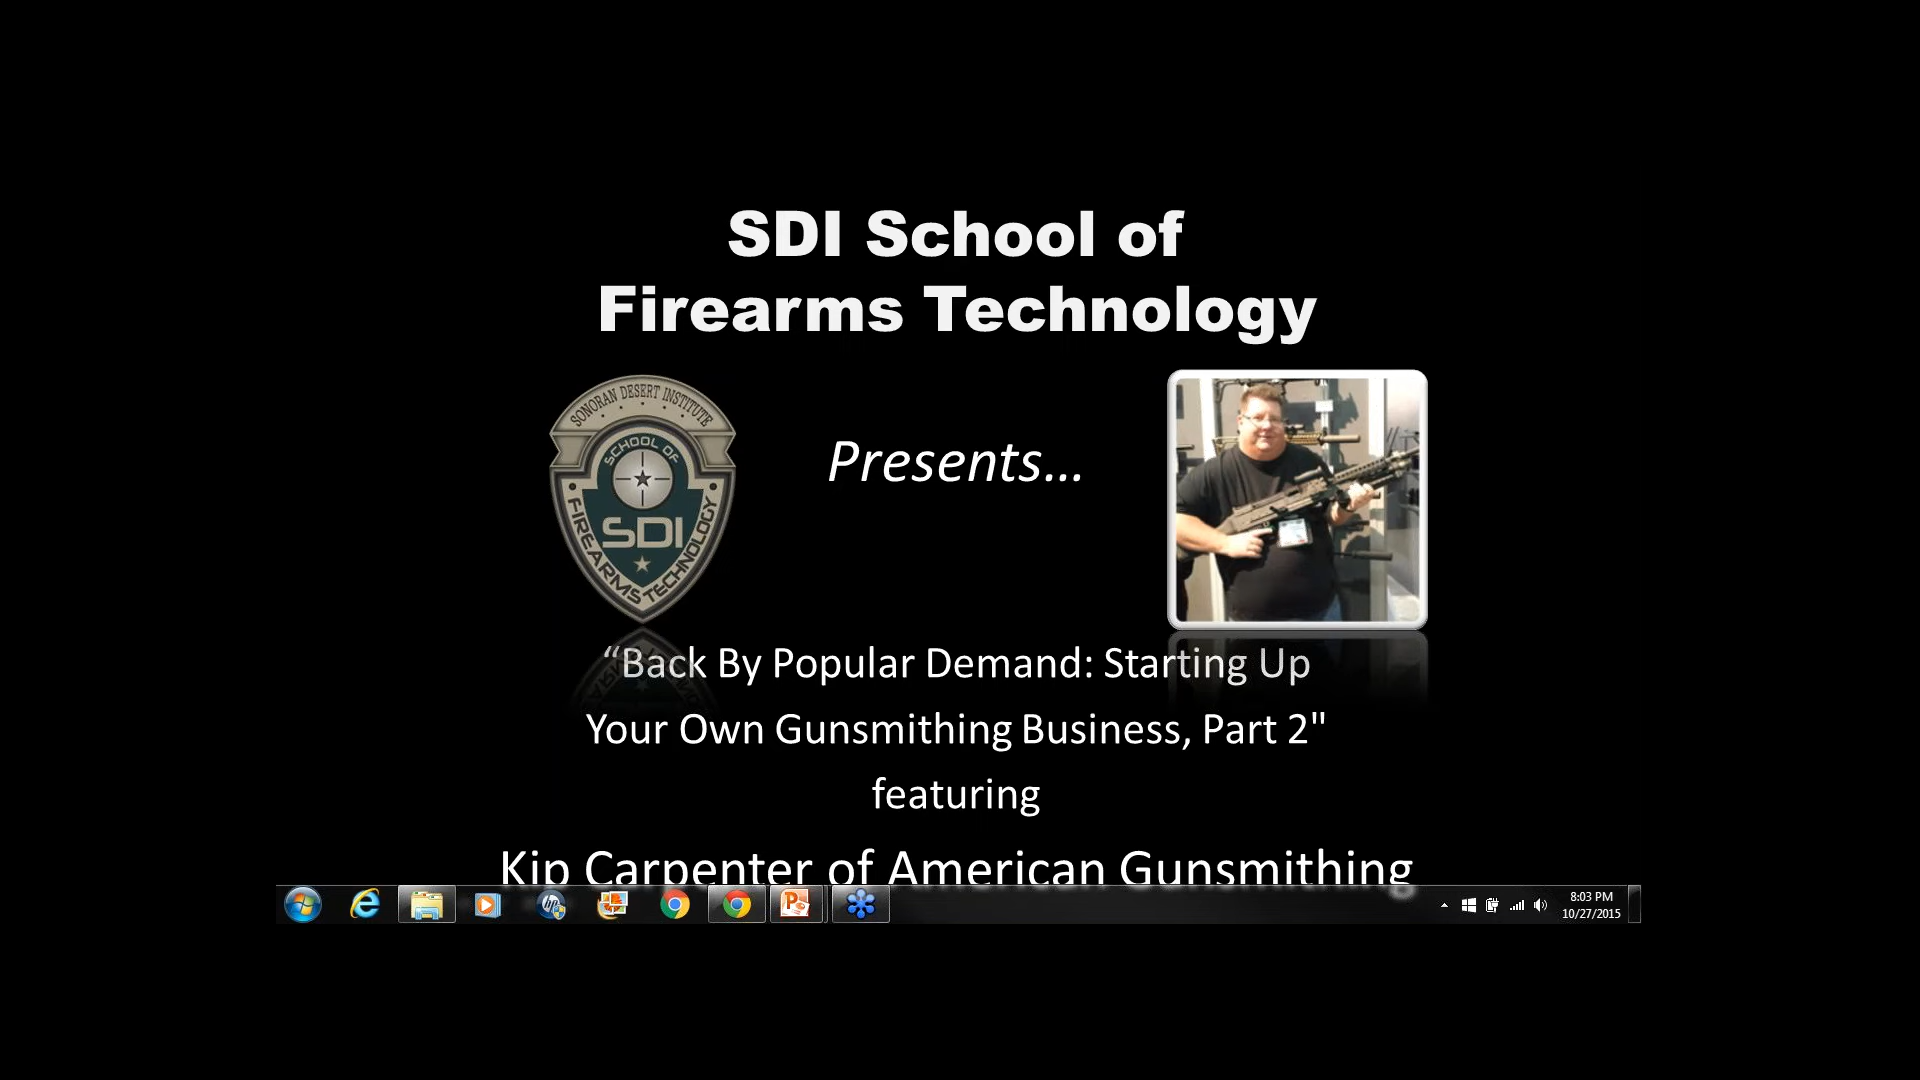 SDI School of
Firearms Technology
SONORAN DESERT INSTITUTE
SCHOOL OF
FIREARMS TECHNOLOGY
SDI
Presents...
“Back By Popular Demand: Starting Up
Your Own Gunsmithing Business, Part 2"
featuring
Kip Carpenter of American Gunsmithing
8:03 PM
10/27/2015